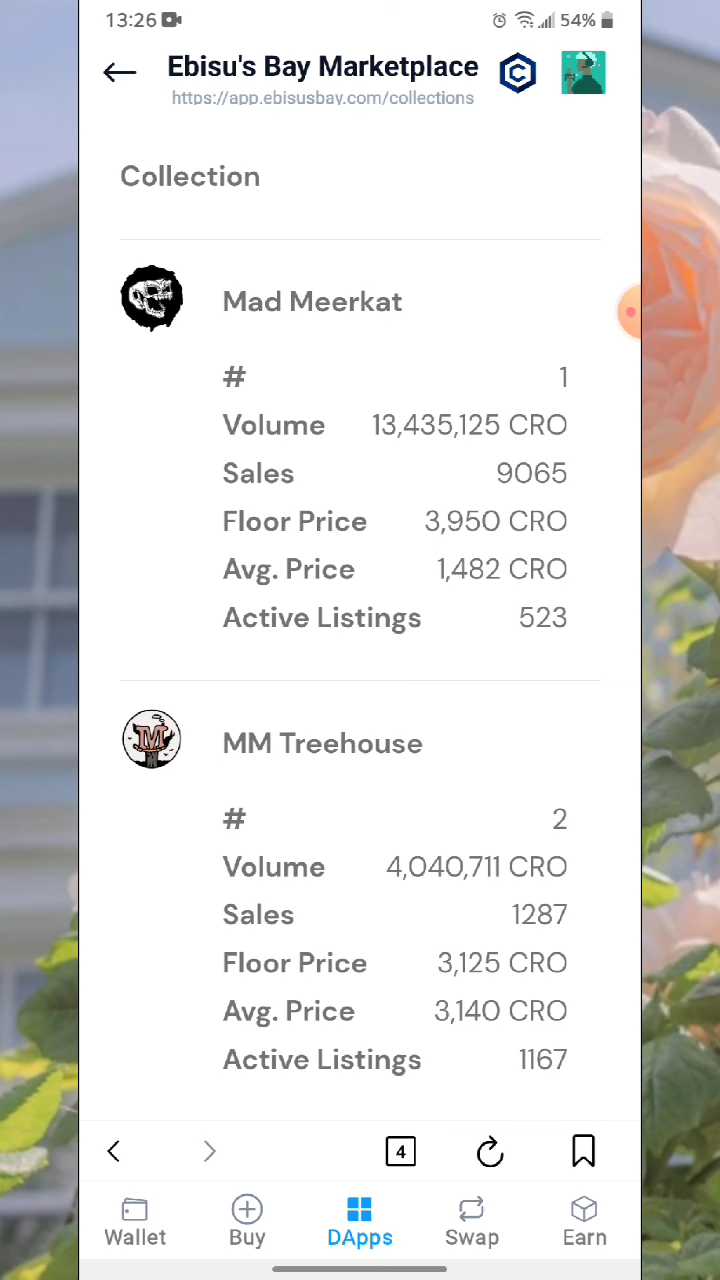 13:26 54%
Ebisu's Bay Marketplace
https://app.ebisusbay.com/collections
Collection
Mad Meerkat
# 1
Volume 13,435,125 CRO
Sales 9065
Floor Price 3,950 CRO
Avg. Price 1,482 CRO
Active Listings 523
M
MM Treehouse
# 2
Volume 4,040,711 CRO
Sales 1287
Floor Price 3,125 CRO
Avg. Price 3,140 CRO
Active Listings 1167
4
Wallet Buy DApps Swap Earn